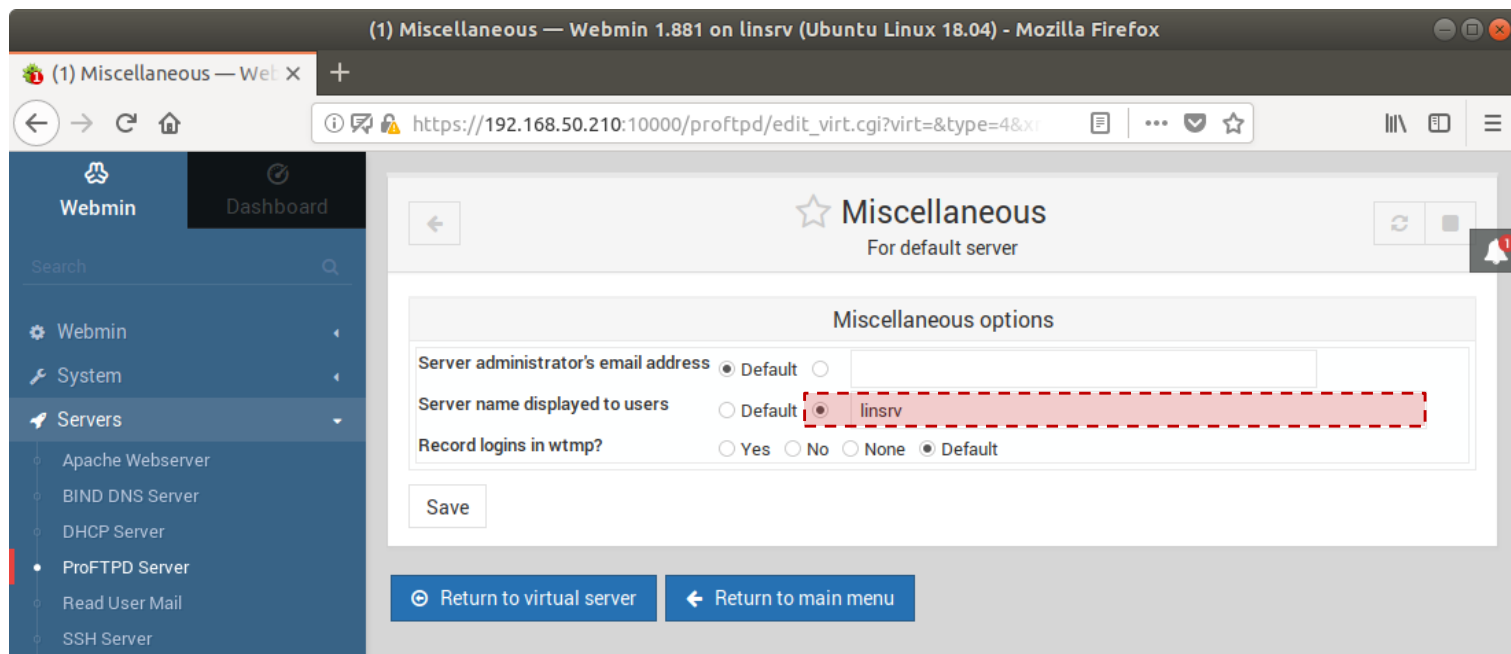 (1) Miscellaneous — Webmin 1.881 on linsrv (Ubuntu Linux 18.04) - Mozilla Firefox
(1) Miscellaneous — Web
https://192.168.50.210:10000/proftpd/edit_virt.cgi?virt=&type=4&x
Webmin
Dashboard
Search
Webmin
System
Servers
Apache Webserver
BIND DNS Server
DHCP Server
ProFTPD Server
Read User Mail
SSH Server
Miscellaneous
For default server
1
Miscellaneous options
Server administrator's email address Default
Server name displayed to users Default linsrv
Record logins in wtmp? Yes No None Default
Save
Return to virtual server Return to main menu